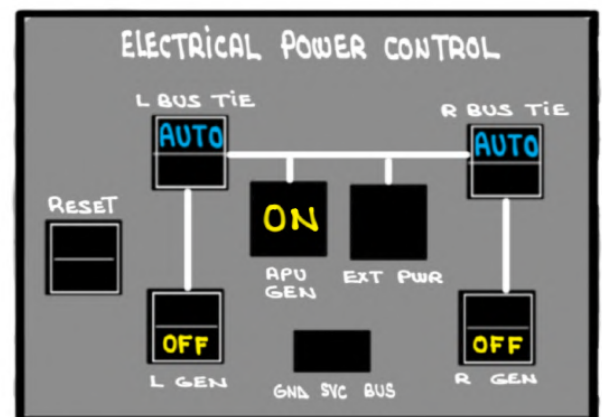 ELECTRICAL POWER CONTROL
L BUS TiE
R BUS TiE
AUTO
AUTO
RESET
ON
APU
GEN
EXT PWR
OFF
OFF
L GEN
GND SVC BUS
R GEN